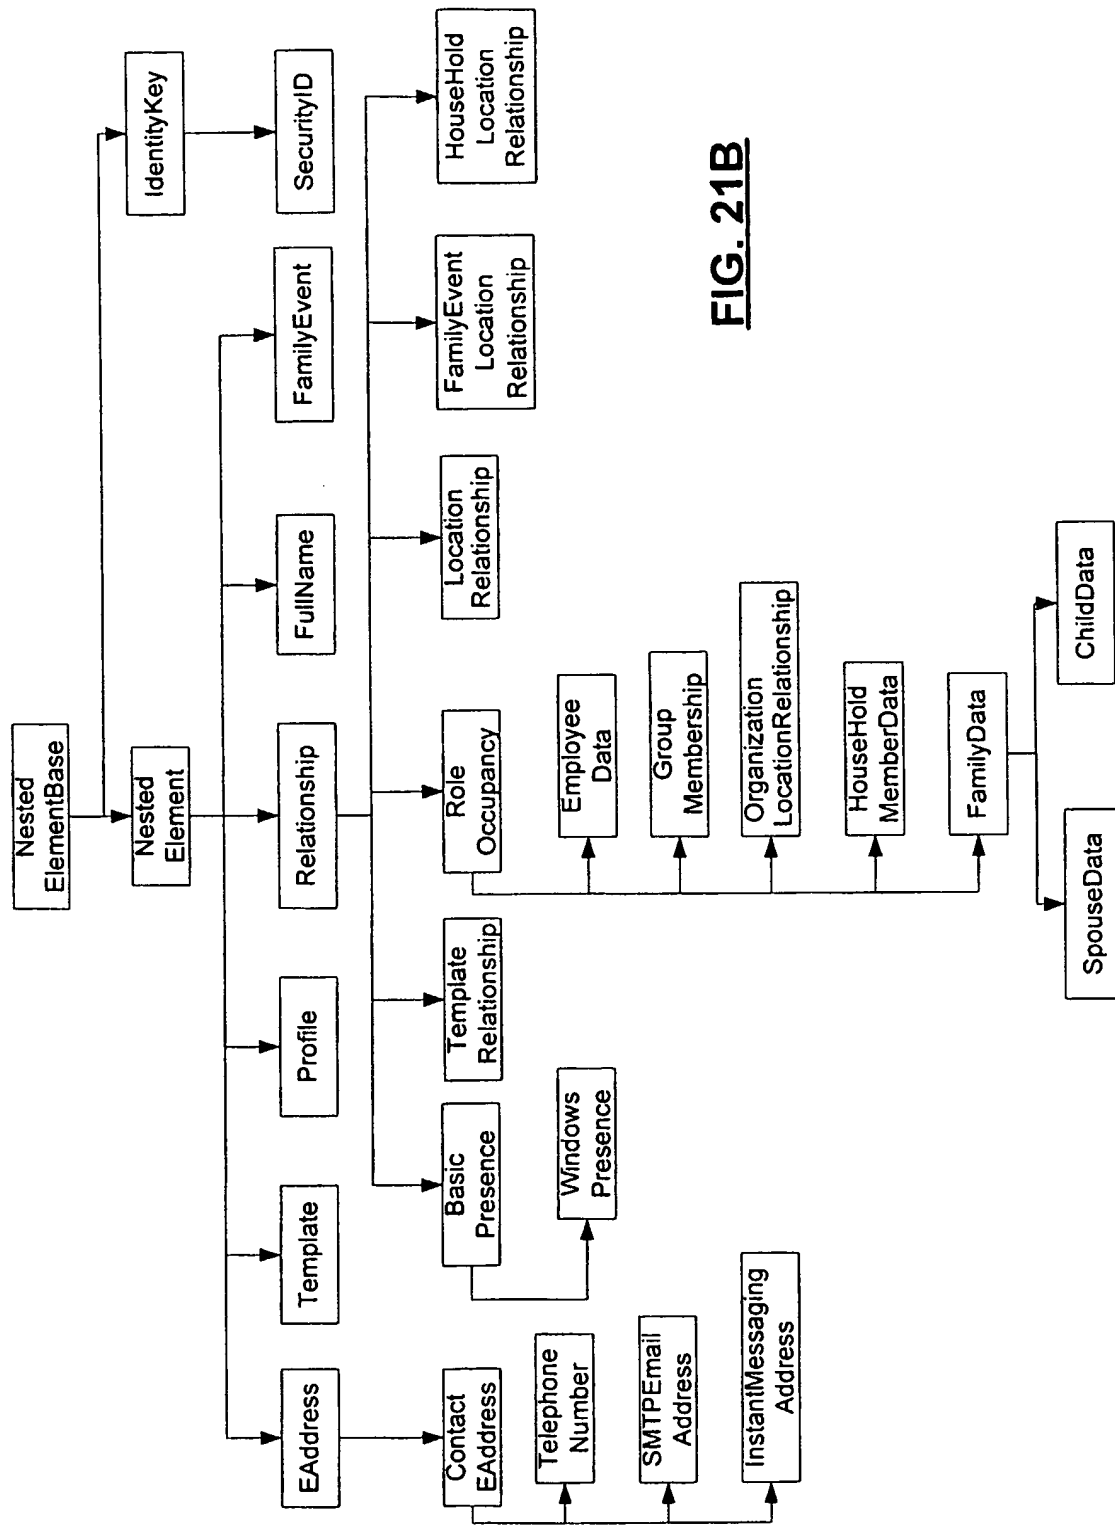 Nested
ElementBase
Nested
Element
IdentityKey
EAddress
Template
Profile
Relationship
FullName
FamilyEvent
SecurityID
Contact
EAddress
Basic
Presence
Template
Relationship
Role
Occupancy
Location
Relationship
FamilyEvent
Location
Relationship
HouseHold
Location
Relationship
Telephone
Number
SMTPEmail
Address
InstantMessaging
Address
Windows
Presence
Employee
Data
Group
Membership
Organization
LocationRelationship
HouseHold
MemberData
FamilyData
SpouseData
ChildData
FIG. 21B